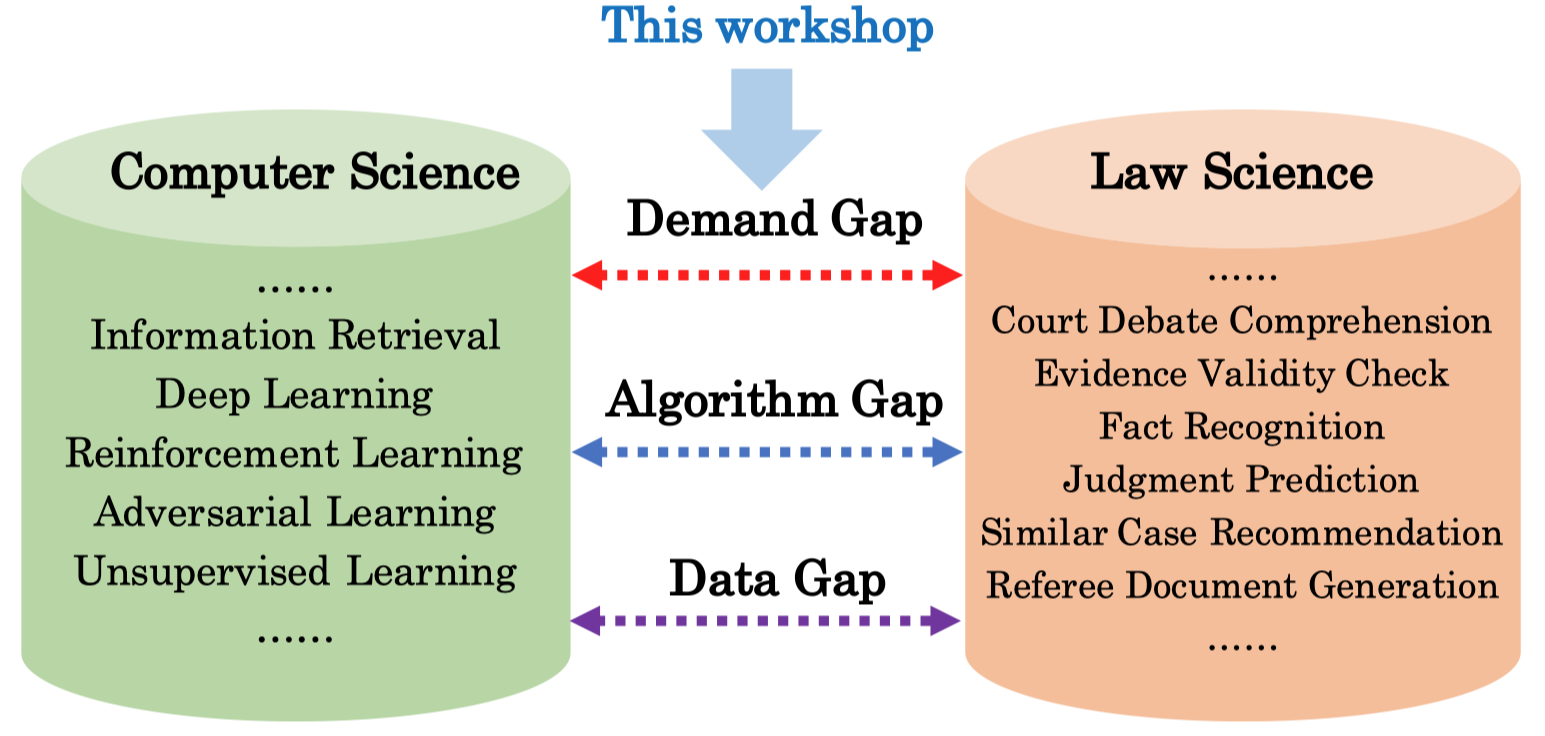 This workshop
Computer Science
......
Information Retrieval
Deep Learning
Reinforcement Learning
Adversarial Learning
Unsupervised Learning
......
Demand Gap
Algorithm Gap
Data Gap
Law Science
......
Court Debate Comprehension
Evidence Validity Check
Fact Recognition
Judgment Prediction
Similar Case Recommendation
Referee Document Generation
......